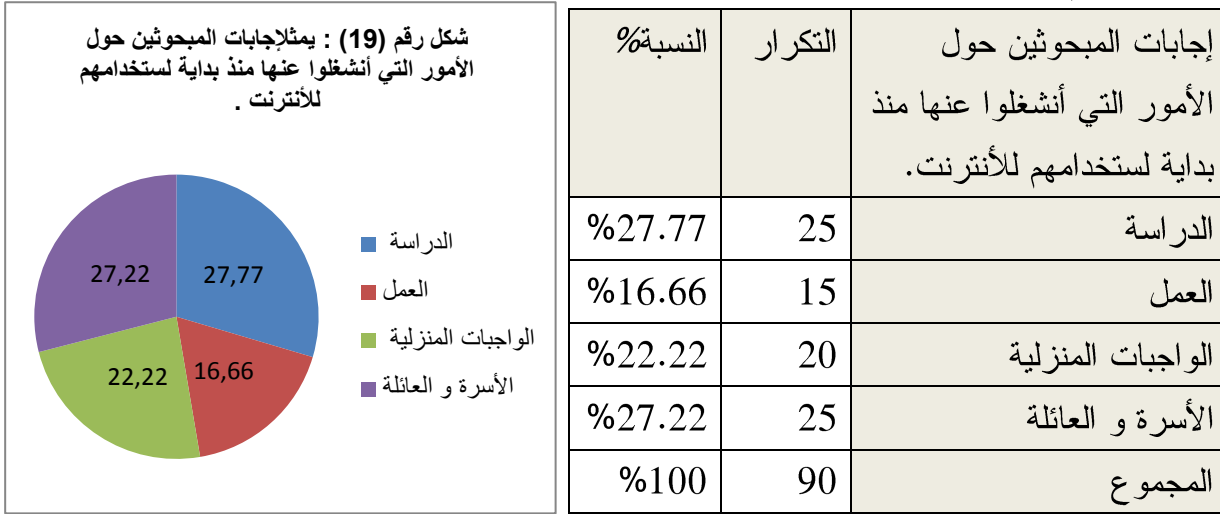 شكل رقم (19) : يمثلإجابات المبحوثين حول
الأمور التي أنشغلوا عنها منذ بداية لستخدامهم
للأنترنت .
27,22
27,77
22,22
16,66
الدراسة
العمل
الواجبات المنزلية
الأسرة و العائلة
إجابات المبحوثين حول التكرار النسبة%
الأمور التي أنشغلوا عنها منذ
بداية لستخدامهم للأنترنت.
الدراسة 25 %27.77
العمل 15 %16.66
الواجبات المنزلية 20 %22.22
الأسرة و العائلة 25 %27.22
المجموع 90 %100